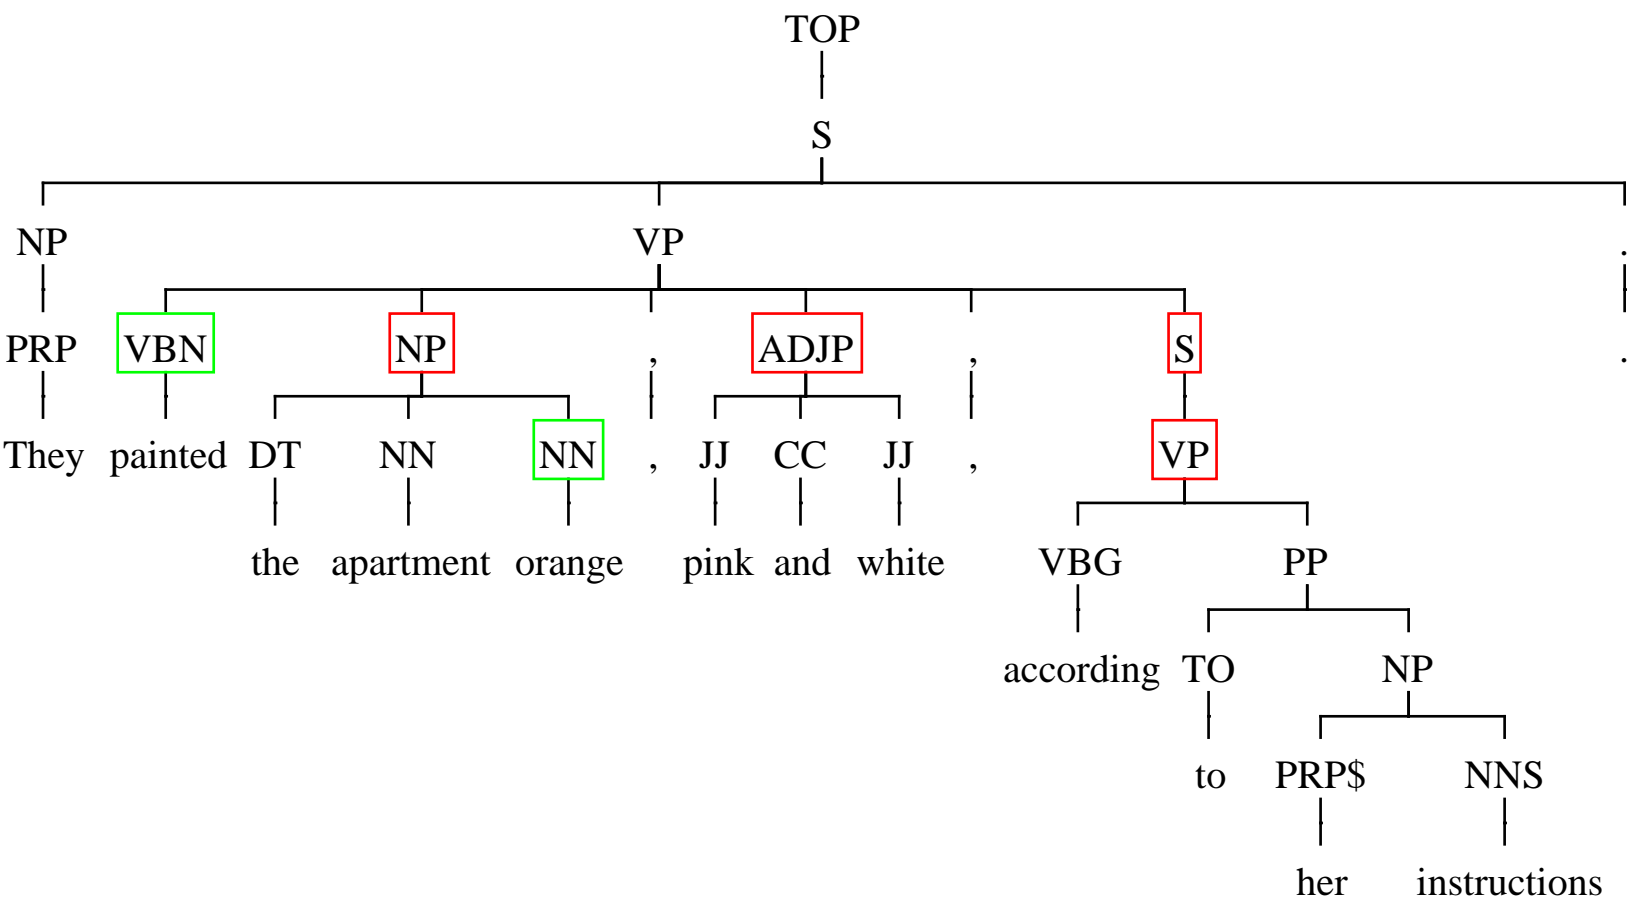 TOP
S
NP VP .
PRP VBN NP , ADJP , S .
They painted DT NN NN , JJ CC JJ , VP
the apartment orange pink and white VBG PP
according TO NP
to PRP$ NNS
her instructions